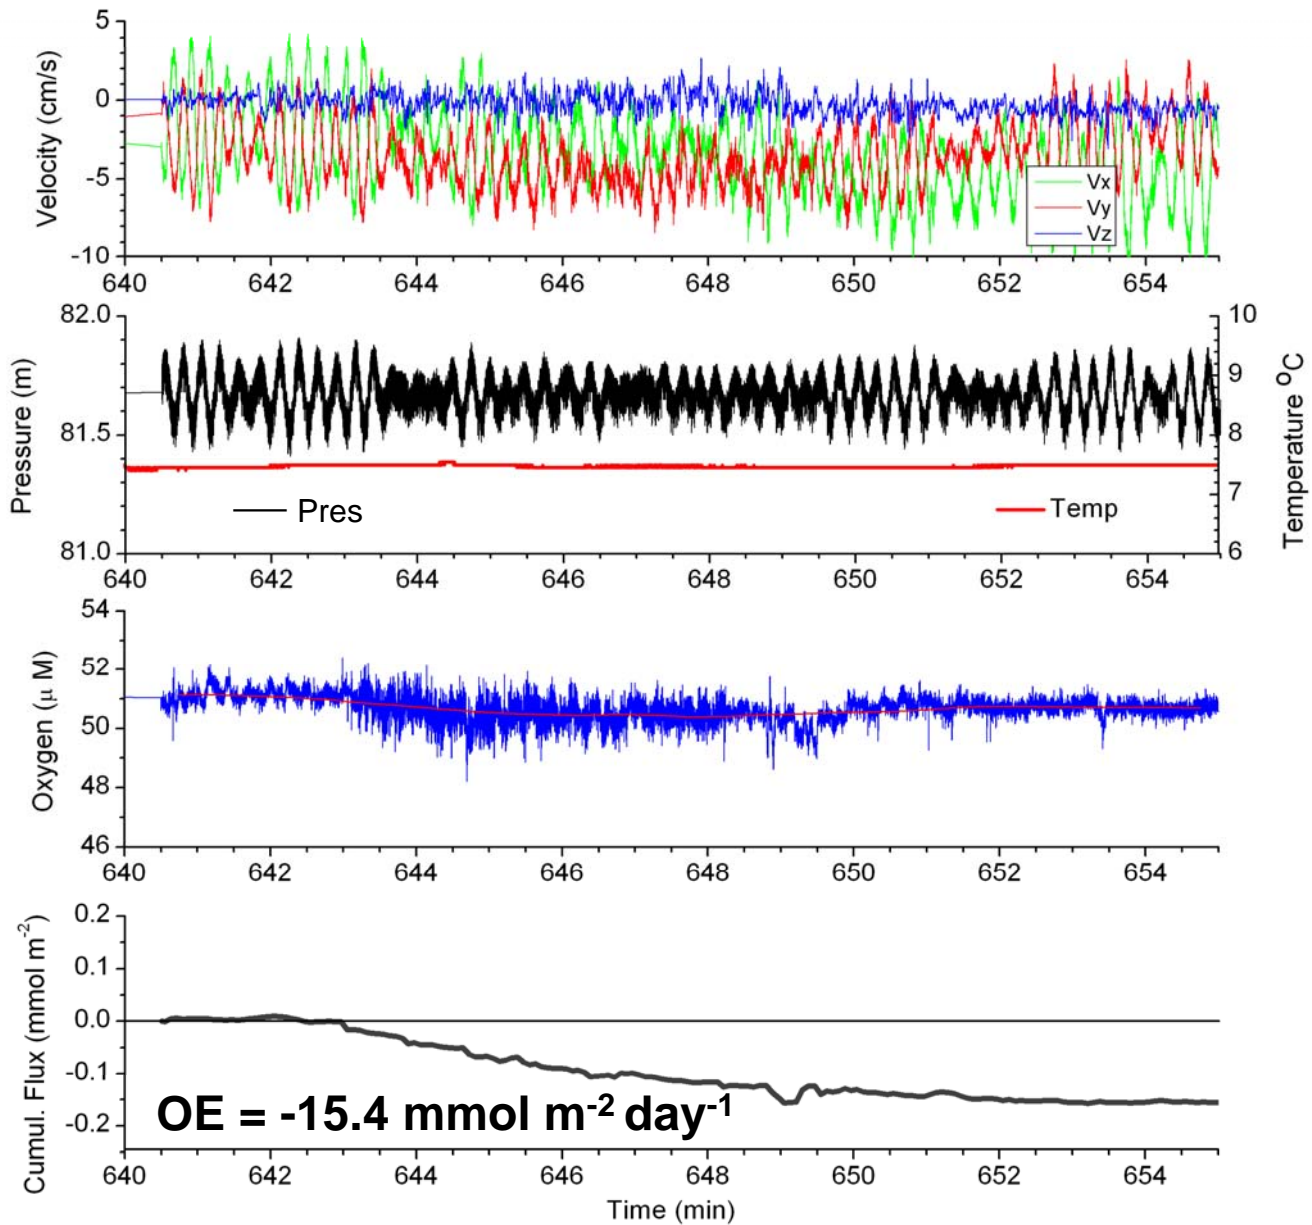 Velocity (cm/s)
5
0
-5
-10
Vx
Vy
Vz
640 642 644 646 648 650 652 654
Pressure (m)
82.0
81.5
81.0
Pres
Temp
10
9
8
7
6
Temperature °C
640 642 644 646 648 650 652 654
Oxygen (μ M)
54
52
50
48
46
640 642 644 646 648 650 652 654
Cumul. Flux (mmol m-2)
0.2
0.1
0.0
-0.1
-0.2
OE = -15.4 mmol m-2 day-1
640 642 644 646 648 650 652 654
Time (min)